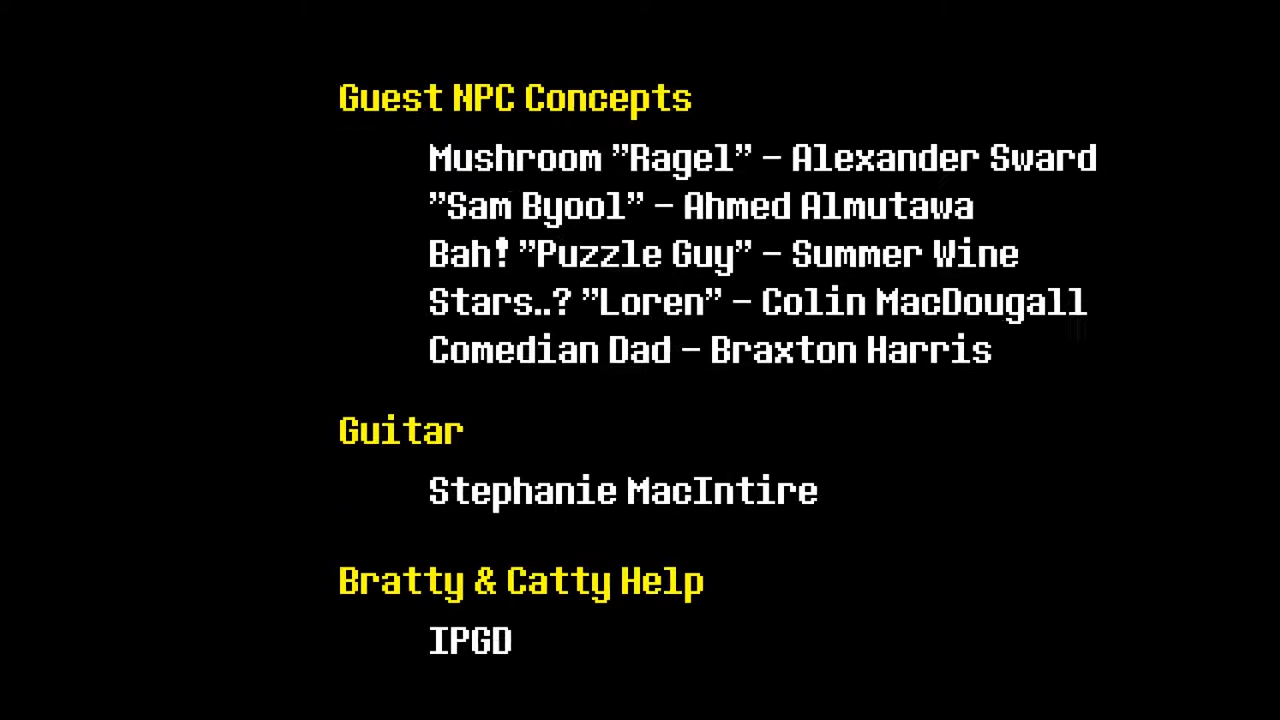 Guest NPC Concepts
Mushroom ”Ragel” – Alexander Sward
”Sam Byool” – Ahmed Almutawa
Bah! ”Puzzle Guy” – Summer Wine
Stars..? ”Loren” – Colin MacDougall
Comedian Dad – Braxton Harris
Guitar
Stephanie MacIntire
Bratty & Catty Help
IPGD